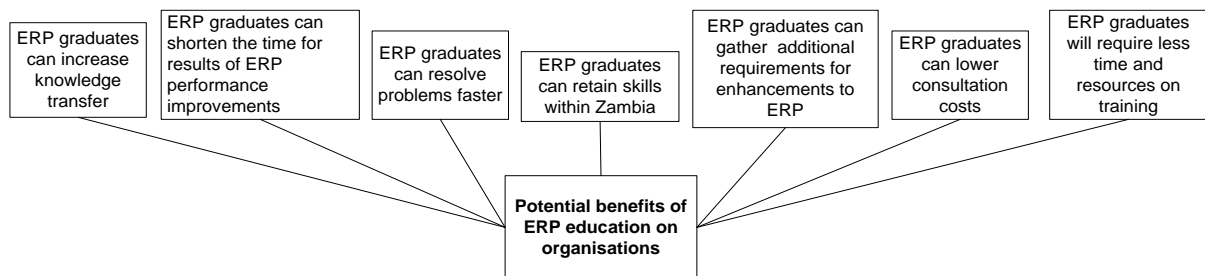 ERP graduates
can increase
knowledge
transfer
ERP graduates can
shorten the time for
results of ERP
performance
improvements
ERP graduates
can resolve
problems faster
ERP graduates
can retain skills
within Zambia
ERP graduates can
gather additional
requirements for
enhancements to
ERP
ERP graduates
can lower
consultation
costs
ERP graduates
will require less
time and
resources on
training
Potential benefits of
ERP education on
organisations